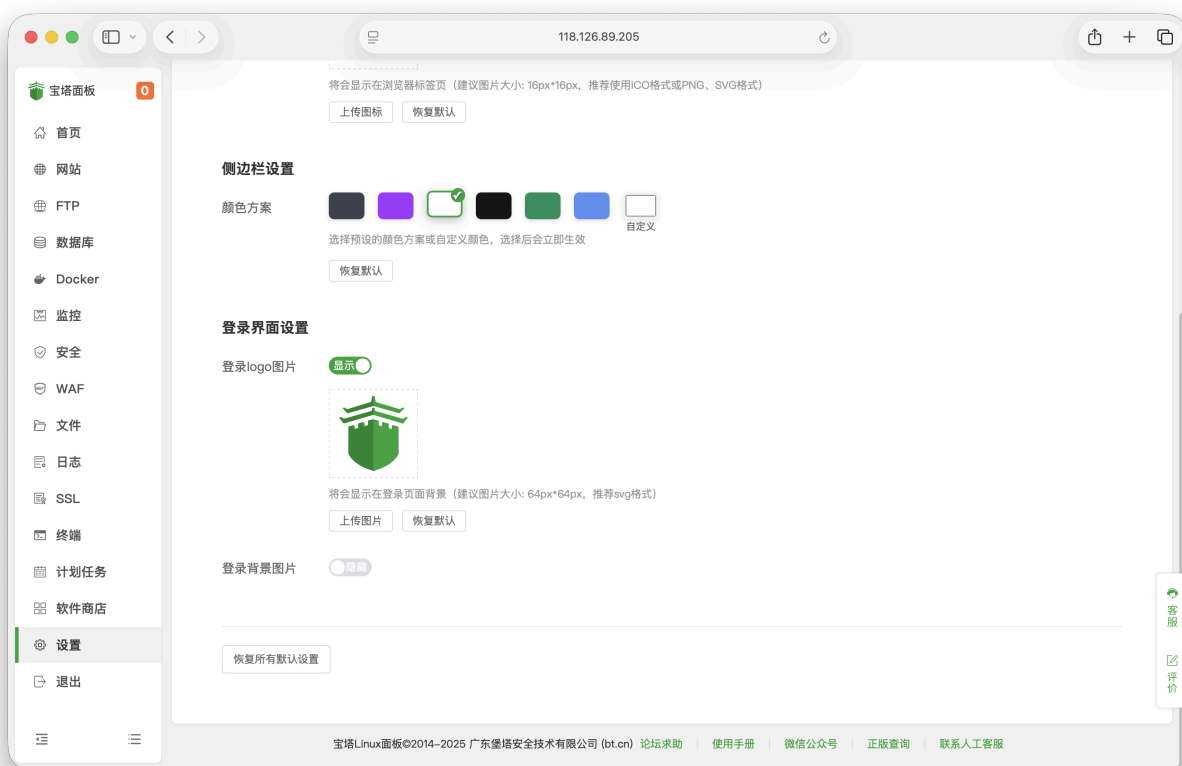 118.126.89.205
宝塔面板
0
首页
网站
FTP
数据库
Docker
监控
安全
WAF
文件
日志
SSL
终端
计划任务
软件商店
设置
退出
将会显示在浏览器标签页（建议图片大小: 16px*16px，推荐使用ICO格式或PNG、SVG格式）
上传图标
恢复默认
侧边栏设置
颜色方案
自定义
选择预设的颜色方案或自定义颜色，选择后会立即生效
恢复默认
登录界面设置
登录logo图片
显示
将会显示在登录页面背景（建议图片大小: 64px*64px，推荐svg格式）
上传图片
恢复默认
登录背景图片
隐藏
恢复所有默认设置
客服
评价
宝塔Linux面板©2014-2025 广东堡塔安全技术有限公司 (bt.cn) 论坛求助 使用手册 微信公众号 正版查询 联系人工客服